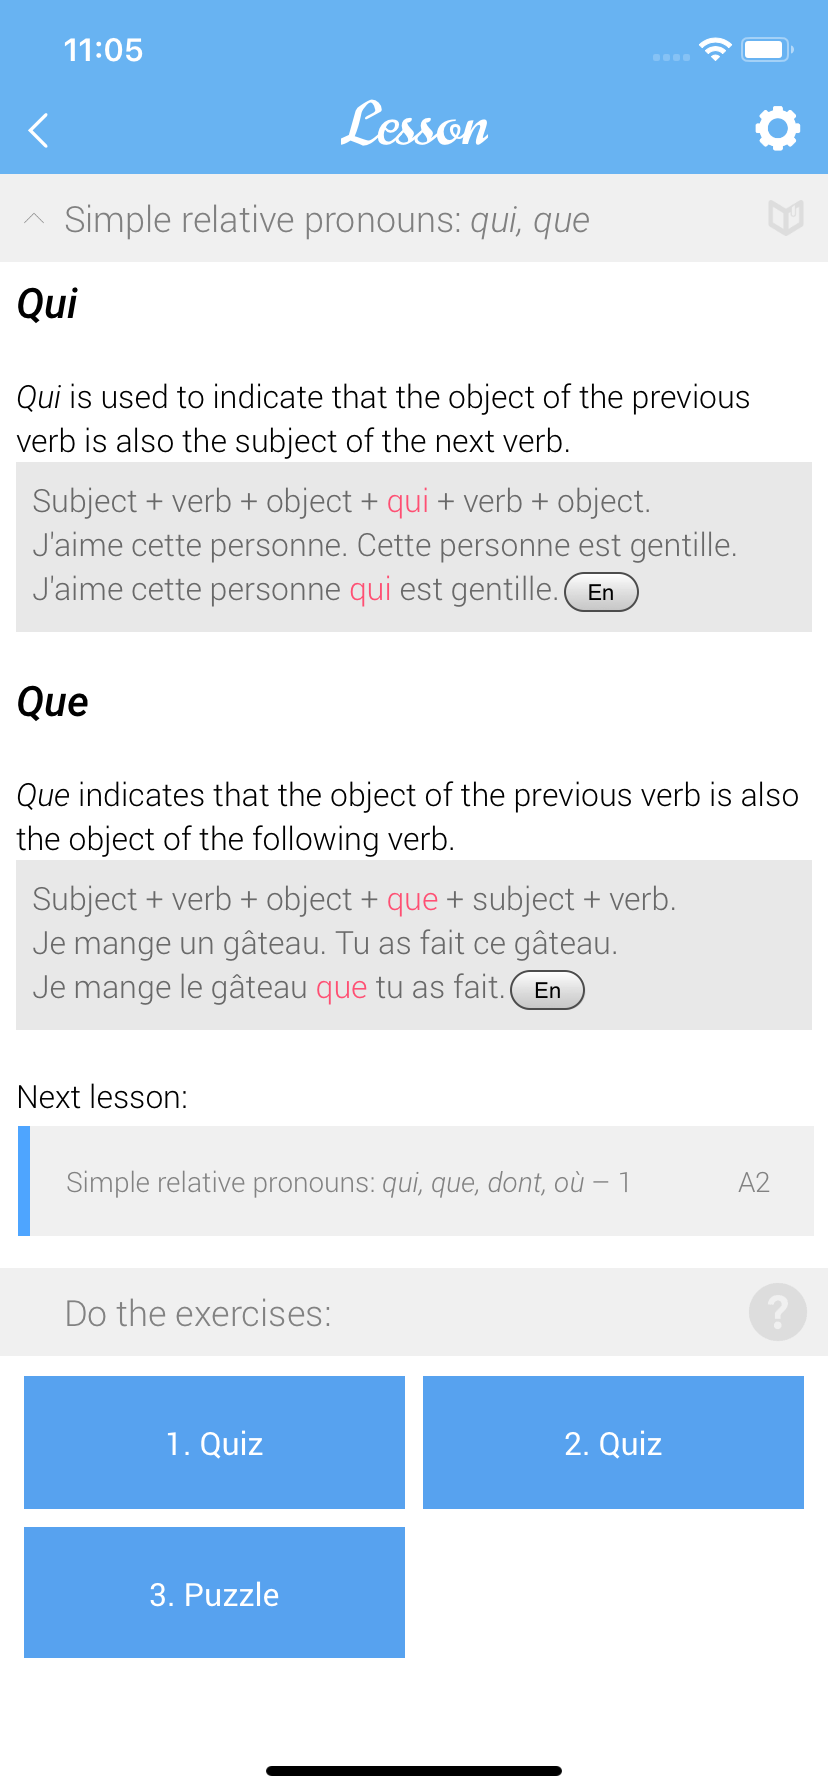 11:05
Lesson
Simple relative pronouns: qui, que
Qui
Qui is used to indicate that the object of the previous
verb is also the subject of the next verb.
Subject + verb + object + qui + verb + object.
J'aime cette personne. Cette personne est gentille.
J'aime cette personne qui est gentille. En
Que
Que indicates that the object of the previous verb is also
the object of the following verb.
Subject + verb + object + que + subject + verb.
Je mange un gâteau. Tu as fait ce gâteau.
Je mange le gâteau que tu as fait. En
Next lesson:
Simple relative pronouns: qui, que, dont, où – 1 A2
Do the exercises: ?
1. Quiz 2. Quiz
3. Puzzle